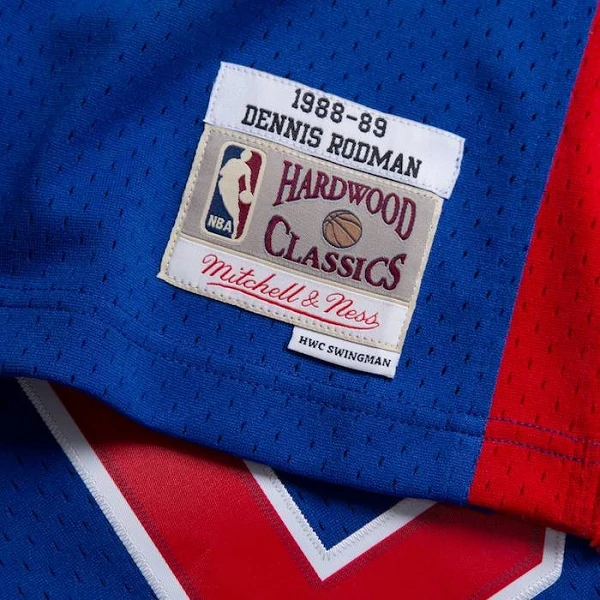 1988-89
DENNIS RODMAN
NBA
HARDWOOD
CLASSICS
Mitchell & Ness
HWC SWINGMAN